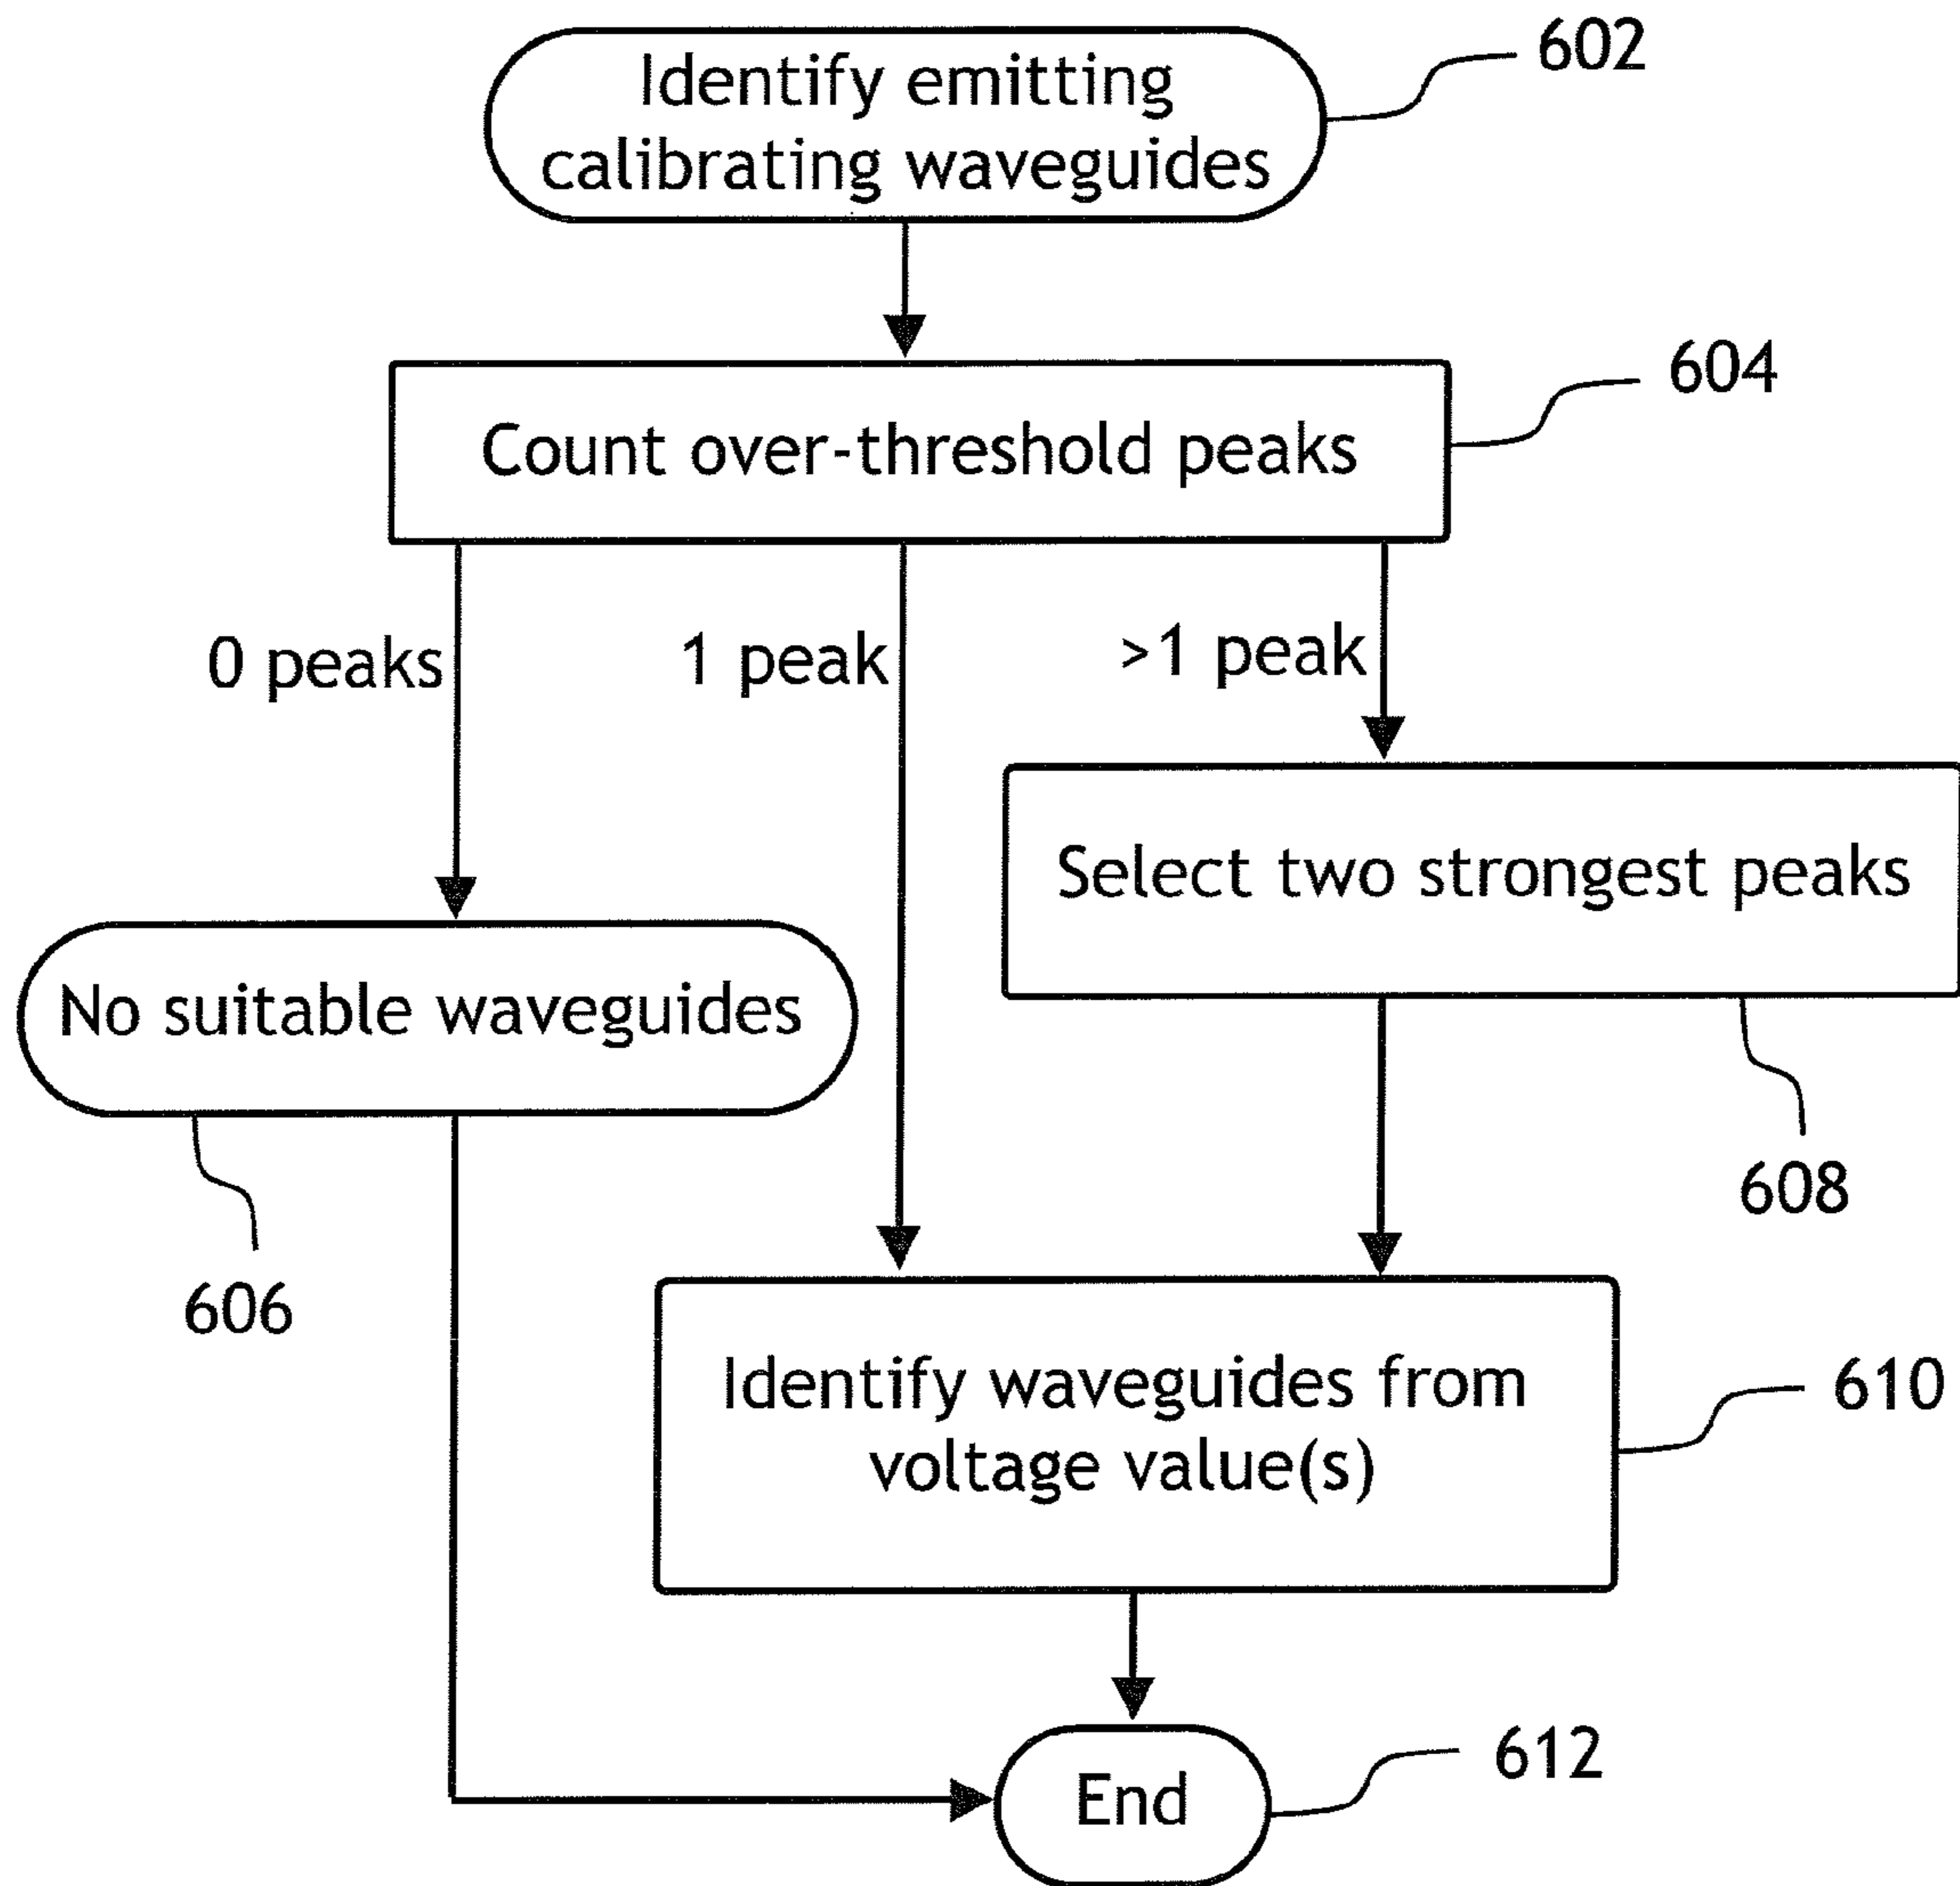 Identify emitting
calibrating waveguides
602
Count over-threshold peaks
604
0 peaks
1 peak
>1 peak
Select two strongest peaks
608
No suitable waveguides
606
Identify waveguides from
voltage value(s)
610
End
612